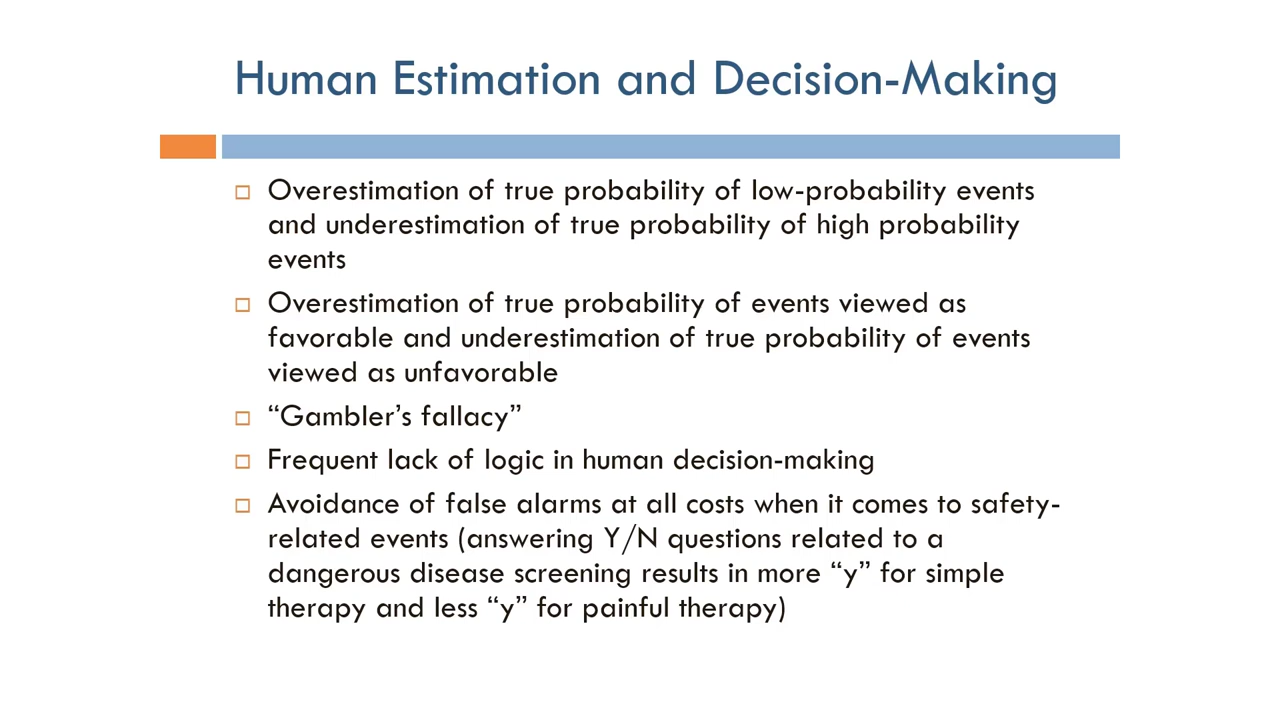 Human Estimation and Decision-Making
Overestimation of true probability of low-probability events
and underestimation of true probability of high probability
events
Overestimation of true probability of events viewed as
favorable and underestimation of true probability of events
viewed as unfavorable
“Gambler’s fallacy”
Frequent lack of logic in human decision-making
Avoidance of false alarms at all costs when it comes to safety-
related events (answering Y/N questions related to a
dangerous disease screening results in more “y” for simple
therapy and less “y” for painful therapy)